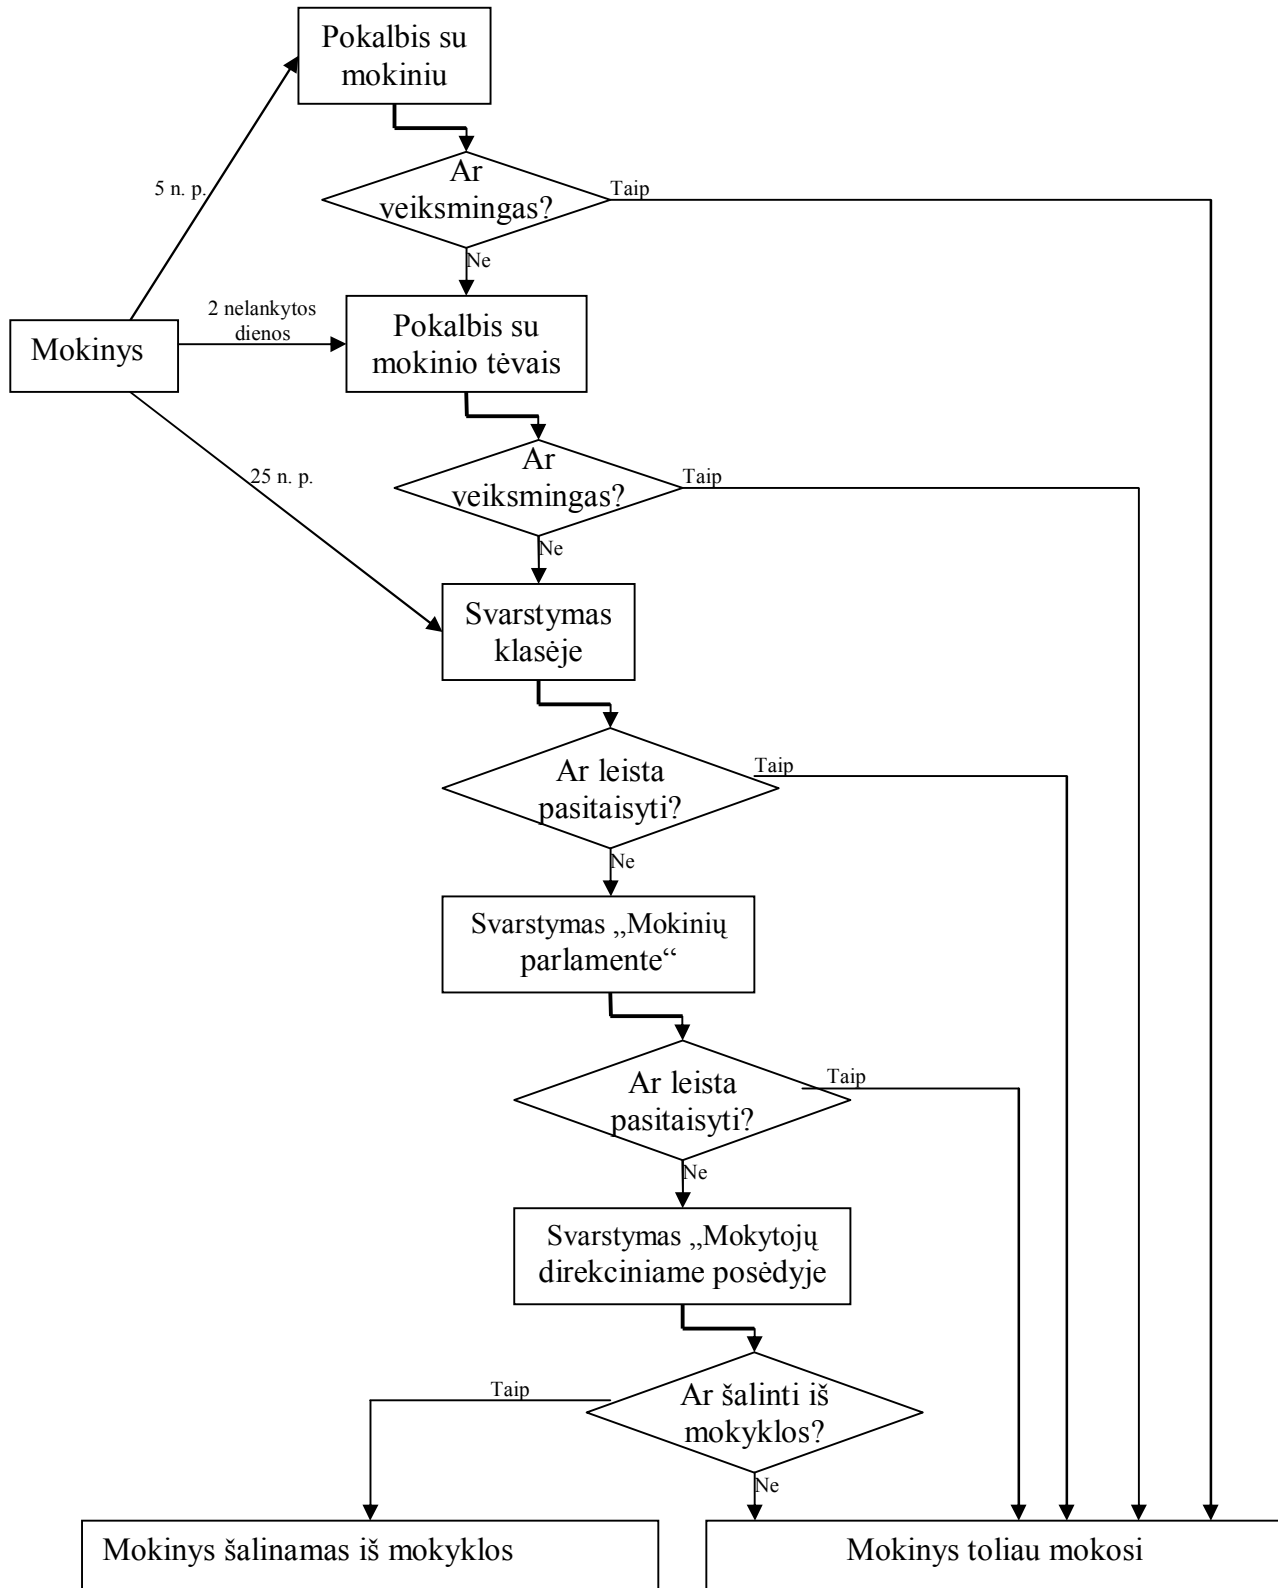 Pokalbis su
mokiniu
5 n. p.
Ar
veiksmingas?
Taip
Ne
Mokinys
2 nelankytos
dienos
Pokalbis su
mokinio tėvais
25 n. p.
Ar
veiksmingas?
Taip
Ne
Svarstymas
klasėje
Ar leista
pasitaisyti?
Taip
Ne
Svarstymas „Mokinių
parlamente“
Ar leista
pasitaisyti?
Taip
Ne
Svarstymas „Mokytojų
direkciniame posėdyje
Ar šalinti iš
mokyklos?
Taip
Ne
Mokinys šalinamas iš mokyklos
Mokinys toliau mokosi